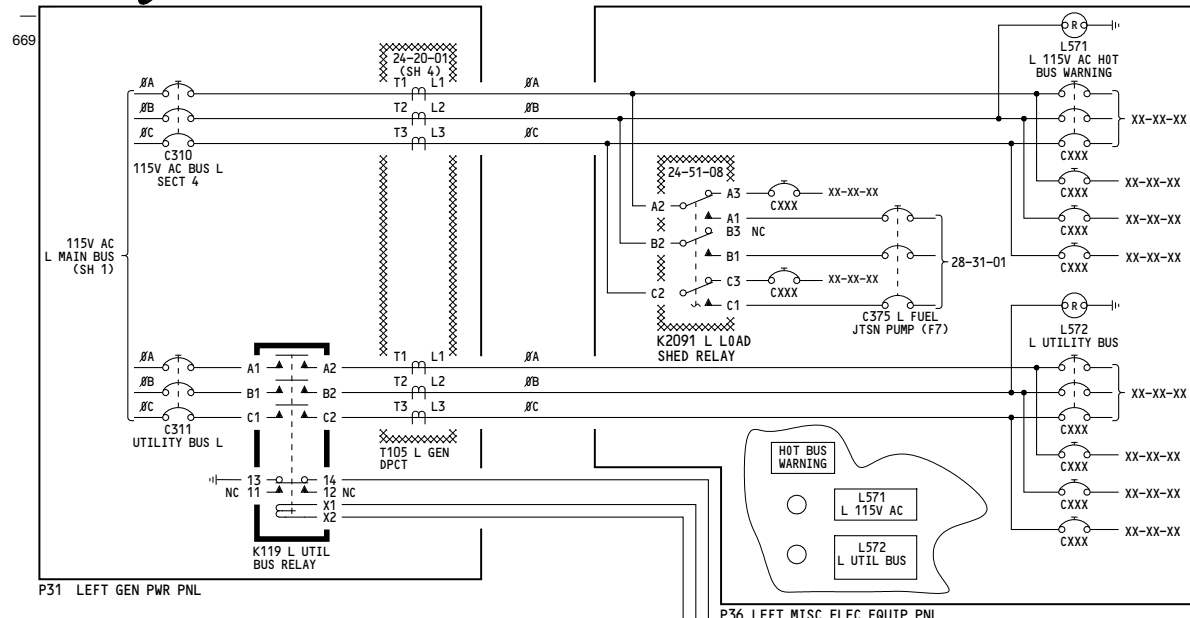 669
24-20-01
(SH 4)
T1 L1
T2 L2
T3 L3
ØA
ØB
ØC
C310
115V AC BUS L
SECT 4
ØA
ØB
ØC
R
L571
L 115V AC HOT
BUS WARNING
CXXX
XX-XX-XX
CXXX
XX-XX-XX
CXXX
XX-XX-XX
CXXX
XX-XX-XX
24-51-08
A2
A3
CXXX
XX-XX-XX
A1
B3 NC
B2
B1
C3
CXXX
XX-XX-XX
C2
C1
28-31-01
C375 L FUEL
JTSN PUMP (F7)
K2091 L LOAD
SHED RELAY
115V AC
L MAIN BUS
(SH 1)
ØA
ØB
ØC
C311
UTILITY BUS L
A1
A2
B1
B2
C1
C2
13
14
NC 11
12 NC
X1
X2
K119 L UTIL
BUS RELAY
T1 L1
T2 L2
T3 L3
T105 L GEN
DPCT
ØA
ØB
ØC
R
L572
L UTILITY BUS
CXXX
XX-XX-XX
CXXX
XX-XX-XX
CXXX
XX-XX-XX
CXXX
XX-XX-XX
HOT BUS
WARNING
L571
L 115V AC
L572
L UTIL BUS
P31 LEFT GEN PWR PNL
P36 LEFT MISC ELEC EQUIP PNL